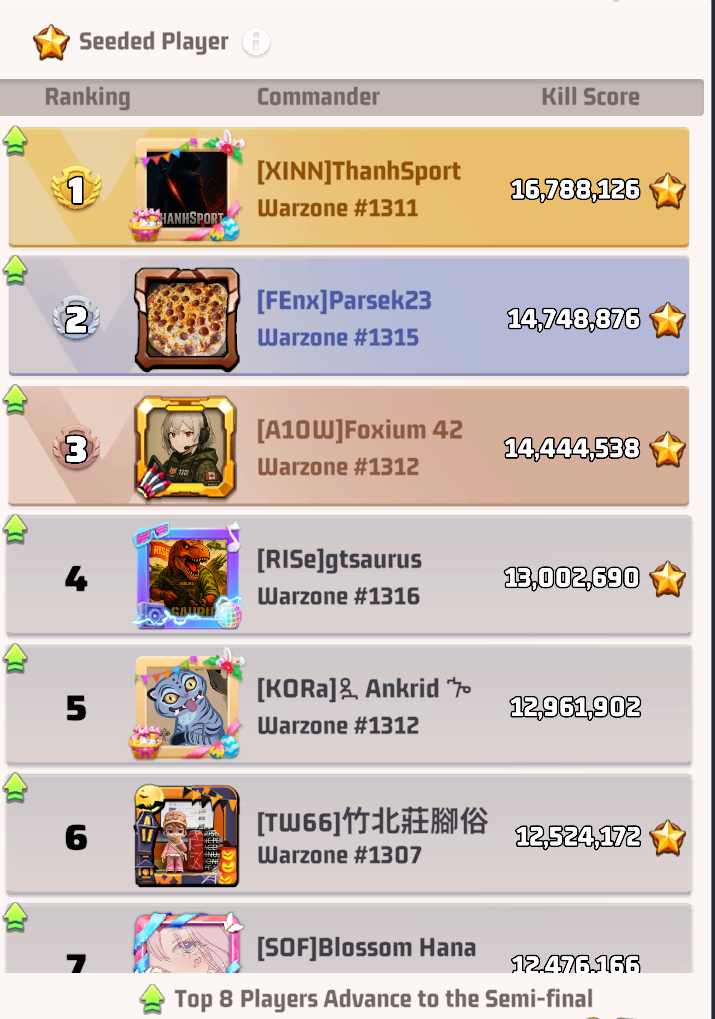 Seeded Player
Ranking Commander Kill Score
1
[XINN]ThanhSport
Warzone #1311
16,788,126
HANHSPORT
2
[FEnx]Parsek23
Warzone #1315
14,748,876
3
[A10W]Foxium 42
Warzone #1312
14,444,538
4
[RISe]gtsaurus
Warzone #1316
13,002,690
RISE
5
[KORa] Ankrid
Warzone #1312
12,961,902
6
[TW66]竹北莊腳俗
Warzone #1307
12,524,172
7
[SOF]Blossom Hana
12,476,166
Top 8 Players Advance to the Semi-final